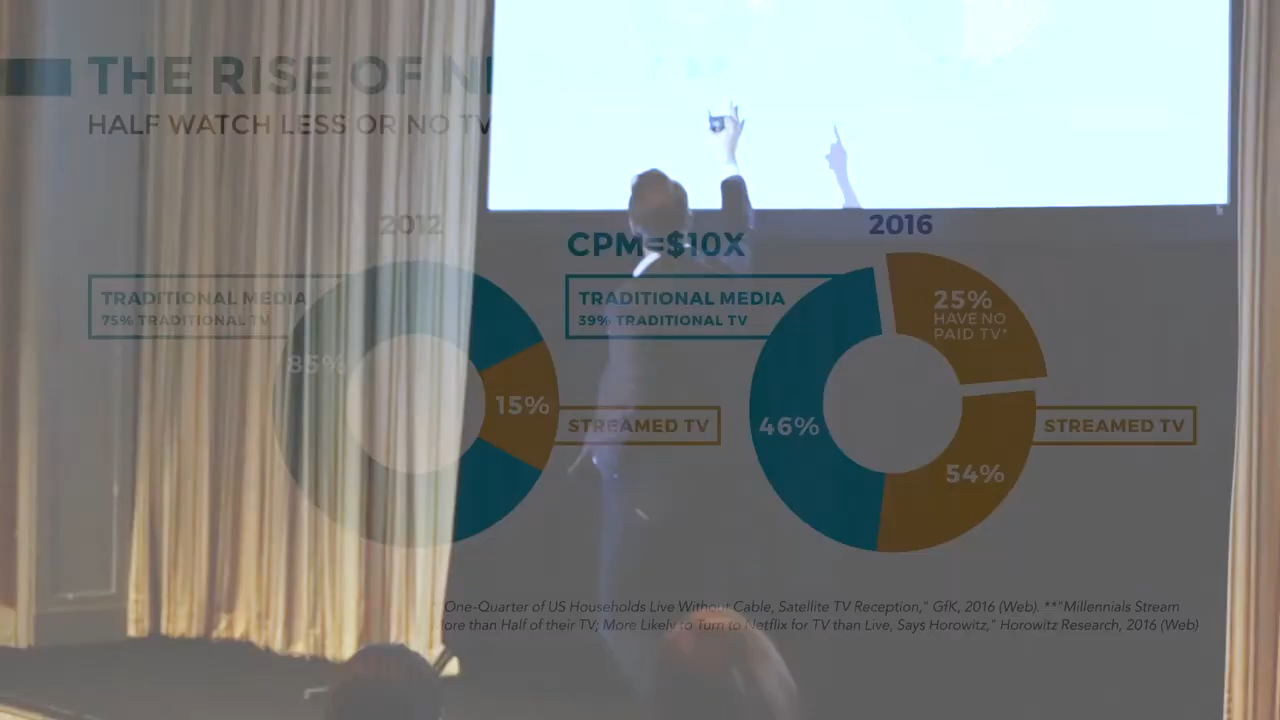 THE RISE OF
HALF WATCH LESS OR NO TV
2012
2016
CPM=$10X
TRADITIONAL MEDIA
75% TRADITIONAL TV
TRADITIONAL MEDIA
39% TRADITIONAL TV
25%
HAVE NO
PAID TV*
85%
15%
STREAMED TV
46%
STREAMED TV
54%
One-Quarter of US Households Live Without Cable, Satellite TV Reception," GfK, 2016 (Web). **"Millennials Stream
than Half of their TV; More Likely to Turn to Netflix for TV than Live, Says Horowitz," Horowitz Research, 2016 (Web)